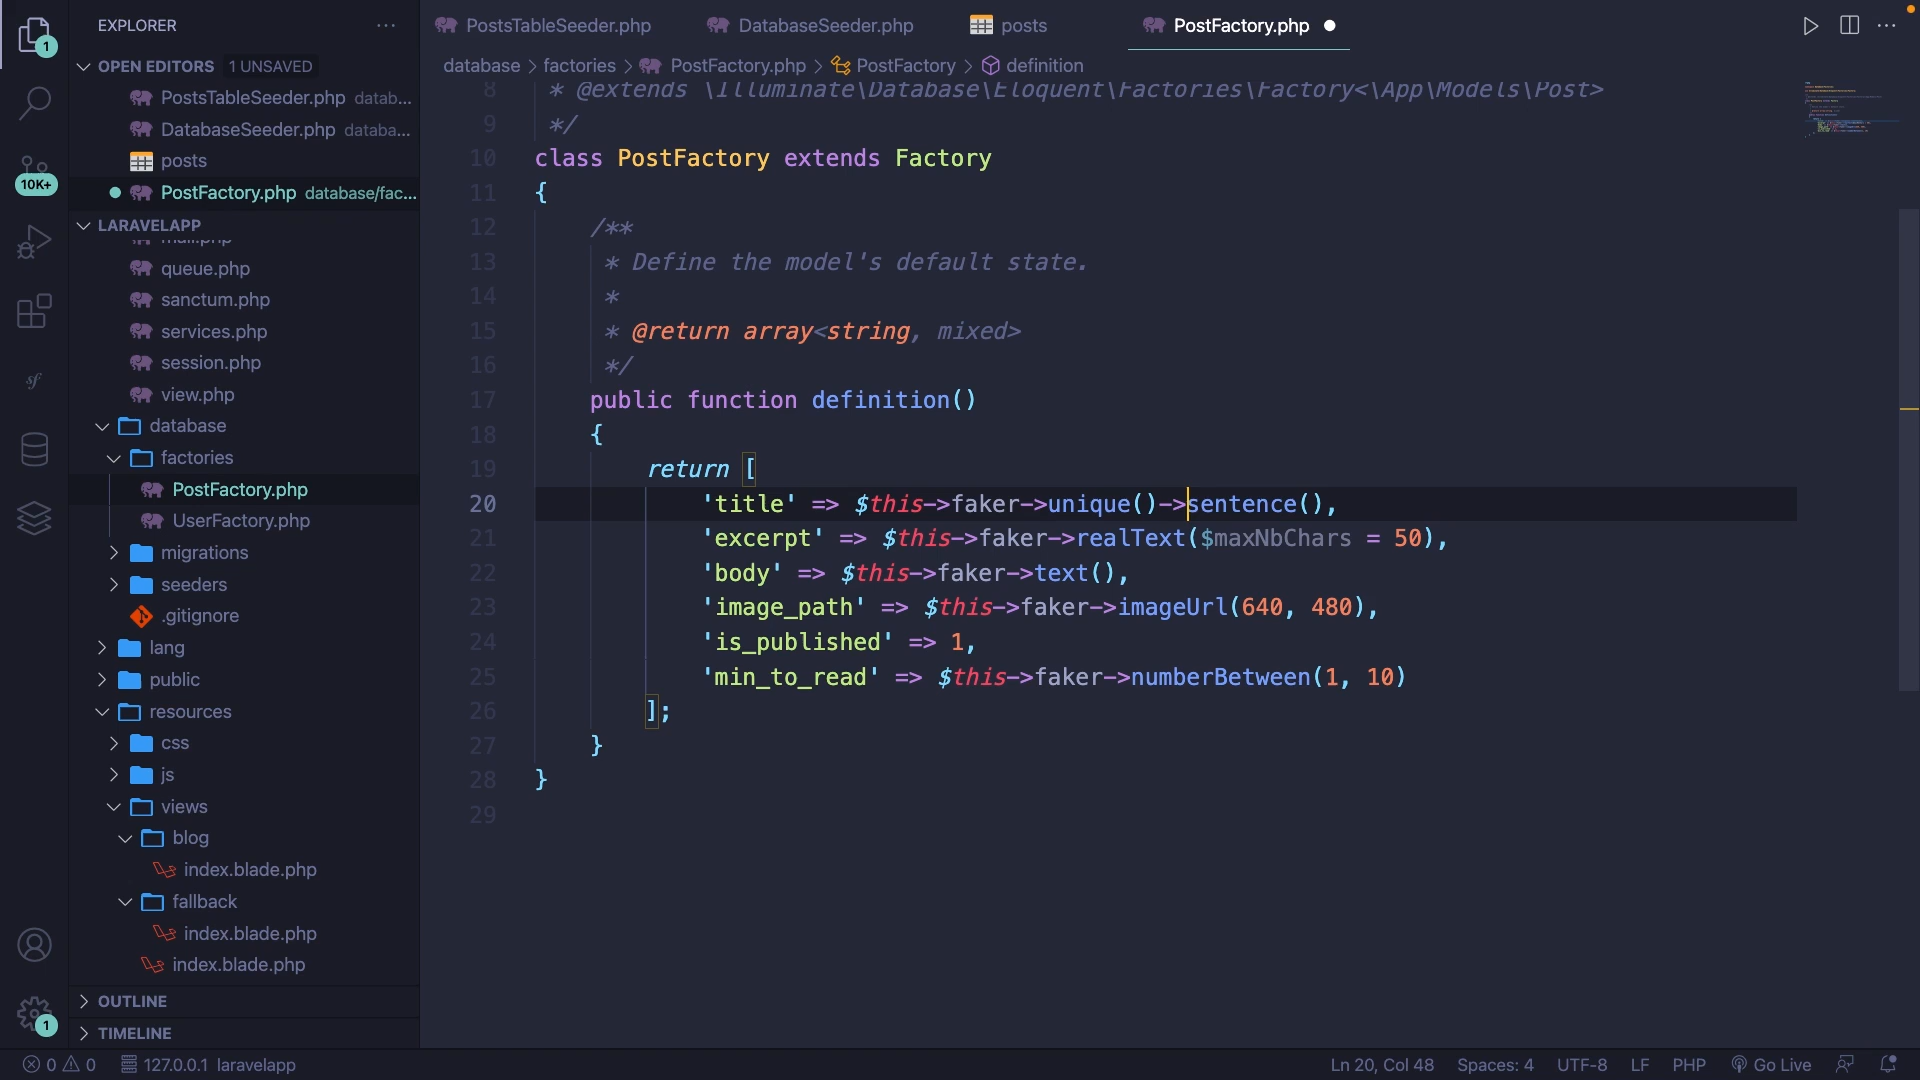 EXPLORER
OPEN EDITORS 1 UNSAVED
PostsTableSeeder.php datab...
DatabaseSeeder.php databa...
posts
PostFactory.php database/fac...
LARAVELAPP
mail.php
queue.php
sanctum.php
services.php
session.php
view.php
database
factories
PostFactory.php
UserFactory.php
migrations
seeders
.gitignore
lang
public
resources
css
js
views
blog
index.blade.php
fallback
index.blade.php
index.blade.php
OUTLINE
TIMELINE
1
10K+
sf
1
PostsTableSeeder.php DatabaseSeeder.php posts PostFactory.php
database > factories > PostFactory.php > PostFactory > definition
8 * @extends \Illuminate\Database\Eloquent\Factories\Factory<\App\Models\Post>
9 */
10 class PostFactory extends Factory
11 {
12 /**
13 * Define the model's default state.
14 *
15 * @return array<string, mixed>
16 */
17 public function definition()
18 {
19 return [
20 'title' => $this->faker->unique()->sentence(),
21 'excerpt' => $this->faker->realText($maxNbChars = 50),
22 'body' => $this->faker->text(),
23 'image_path' => $this->faker->imageUrl(640, 480),
24 'is_published' => 1,
25 'min_to_read' => $this->faker->numberBetween(1, 10)
26 ];
27 }
28 }
29
0 0 127.0.0.1 laravelapp Ln 20, Col 48 Spaces: 4 UTF-8 LF PHP Go Live